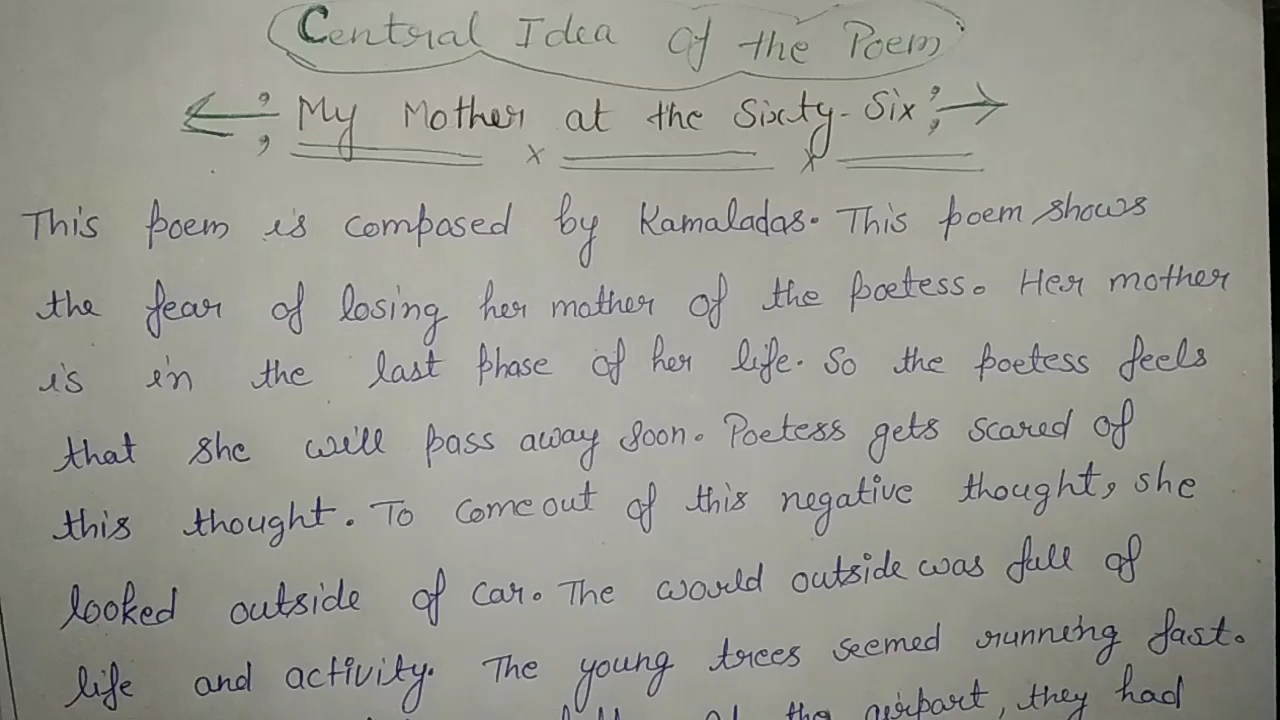 Central Idea of the Poem
My Mother at the Sixty-Six
This poem is composed by Kamaladas. This poem shows
the fear of losing her mother of the poetess. Her mother
is in the last phase of her life. So the poetess feels
that she will pass away soon. Poetess gets scared of
this thought. To come out of this negative thought, she
looked outside of car. The world outside was full of
life and activity. The young trees seemed running fast.
the airport, they had